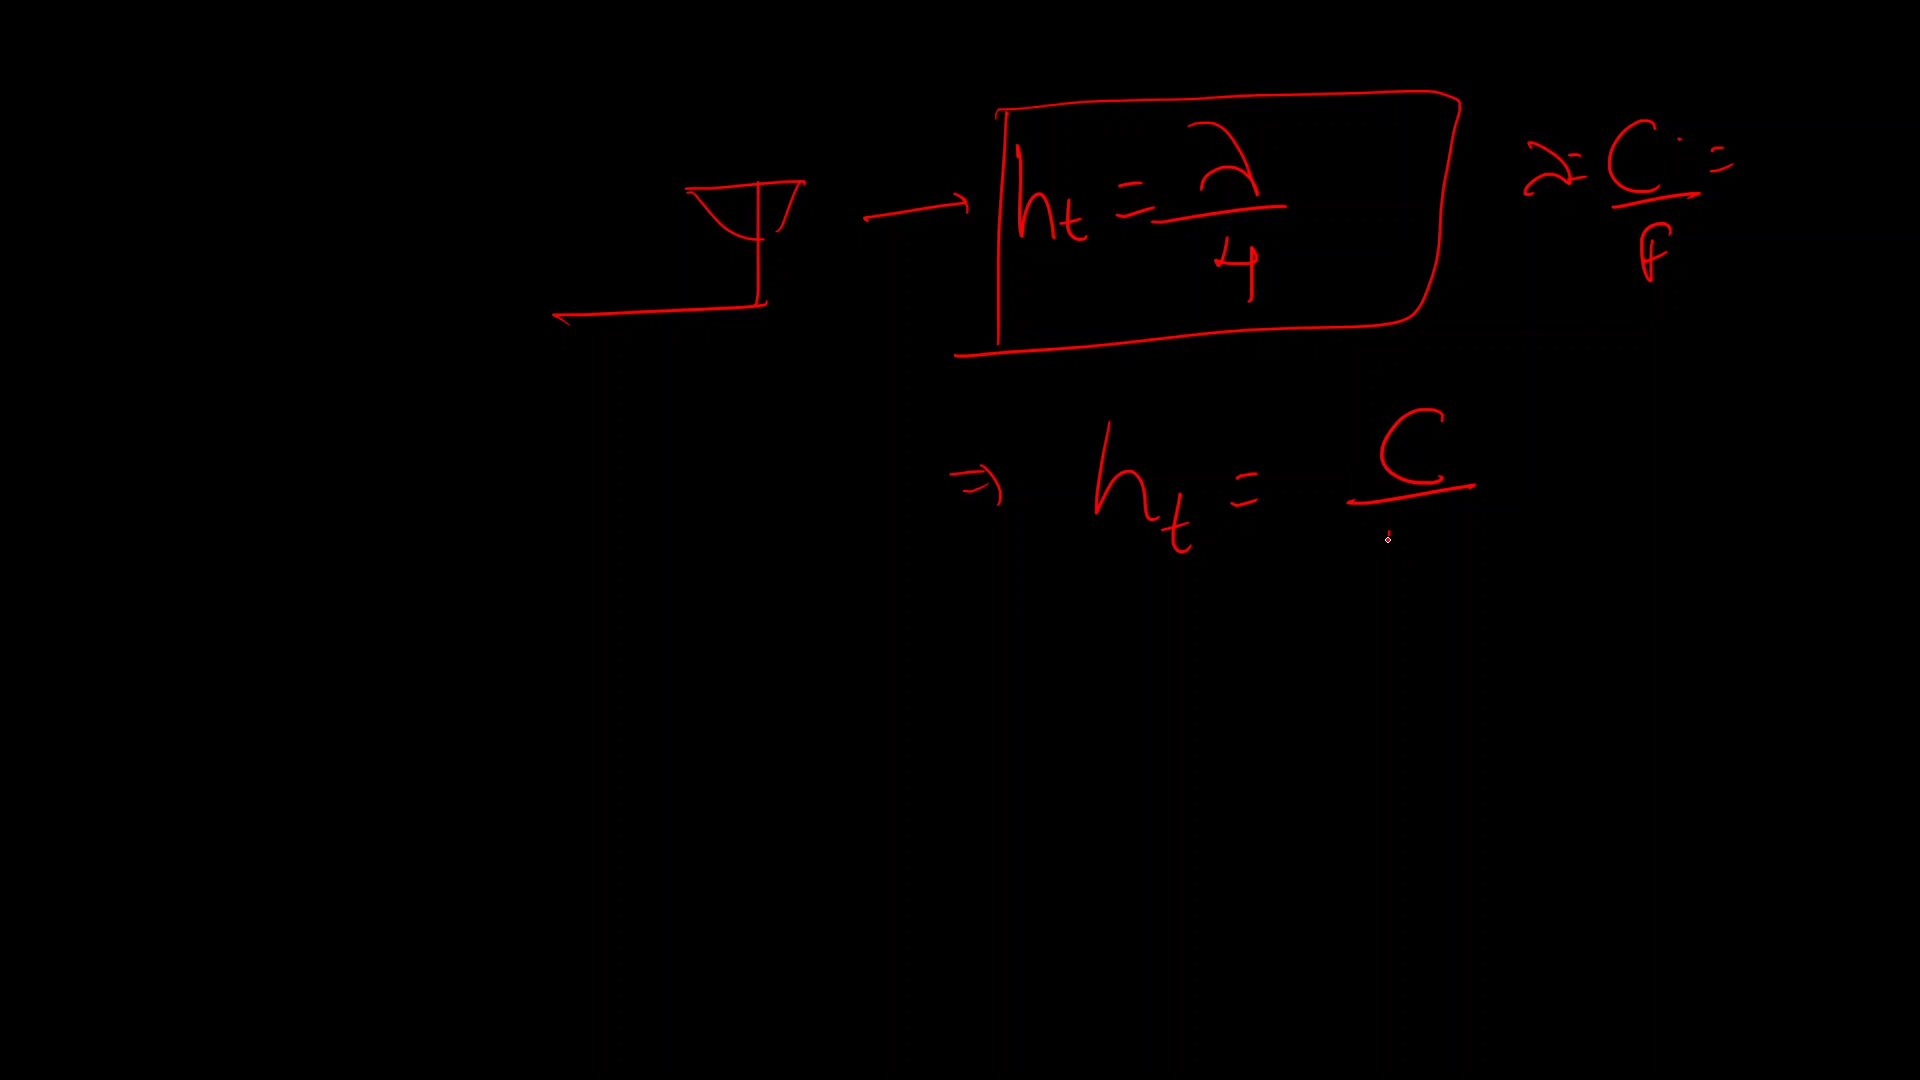 h_t = λ/4
λ = C/f =
⇒ h_t = C/